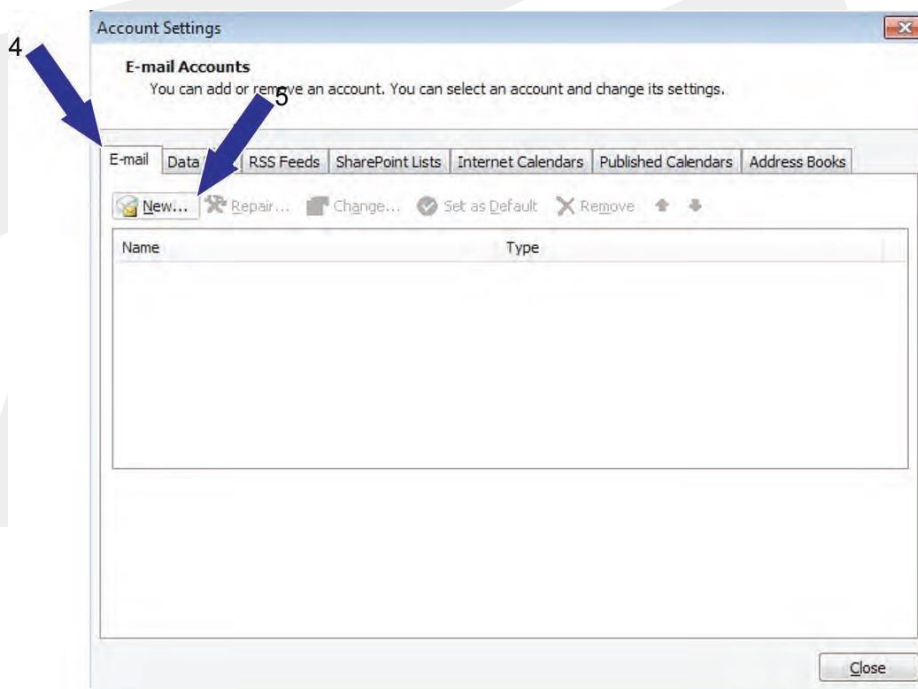 Account Settings
4
E-mail Accounts
You can add or remove an account. You can select an account and change its settings.
5
E-mail Data RSS Feeds SharePoint Lists Internet Calendars Published Calendars Address Books
New... Repair... Change... Set as Default Remove
Name Type
Close